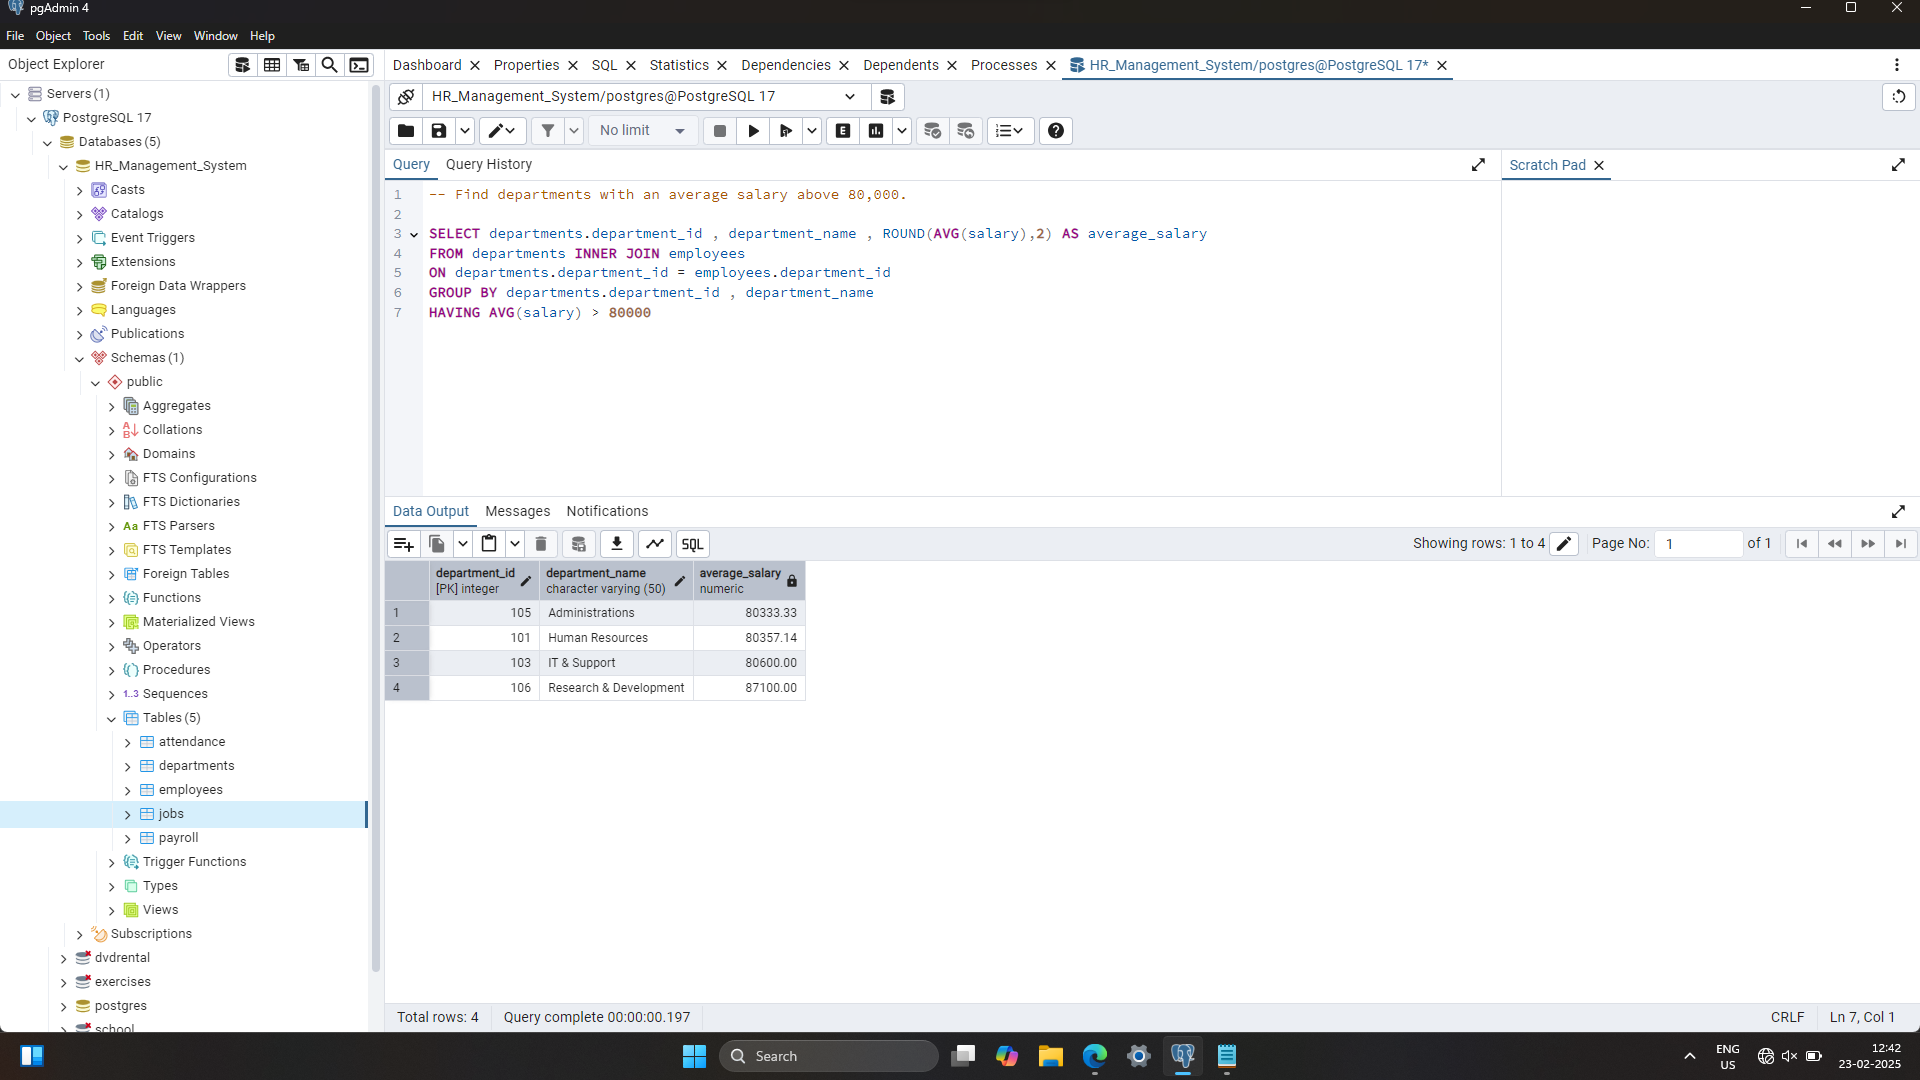 pgAdmin 4
File Object Tools Edit View Window Help
Object Explorer
Dashboard Properties SQL Statistics Dependencies Dependents Processes HR_Management_System/postgres@PostgreSQL 17*
Servers (1)
PostgreSQL 17
Databases (5)
HR_Management_System
Casts
Catalogs
Event Triggers
Extensions
Foreign Data Wrappers
Languages
Publications
Schemas (1)
public
Aggregates
Collations
Domains
FTS Configurations
FTS Dictionaries
Aa FTS Parsers
FTS Templates
Foreign Tables
Functions
Materialized Views
Operators
Procedures
1..3 Sequences
Tables (5)
attendance
departments
employees
jobs
payroll
Trigger Functions
Types
Views
Subscriptions
dvdrental
exercises
postgres
school
HR_Management_System/postgres@PostgreSQL 17
No limit E
Query Query History
Scratch Pad
1 -- Find departments with an average salary above 80,000.
2
3 SELECT departments.department_id , department_name , ROUND(AVG(salary),2) AS average_salary
4 FROM departments INNER JOIN employees
5 ON departments.department_id = employees.department_id
6 GROUP BY departments.department_id , department_name
7 HAVING AVG(salary) > 80000
Data Output Messages Notifications
SQL Showing rows: 1 to 4 Page No: 1 of 1
department_id department_name average_salary
[PK] integer character varying (50) numeric
1 105 Administrations 80333.33
2 101 Human Resources 80357.14
3 103 IT & Support 80600.00
4 106 Research & Development 87100.00
Total rows: 4 Query complete 00:00:00.197 CRLF Ln 7, Col 1
Search
ENG
US
12:42
23-02-2025